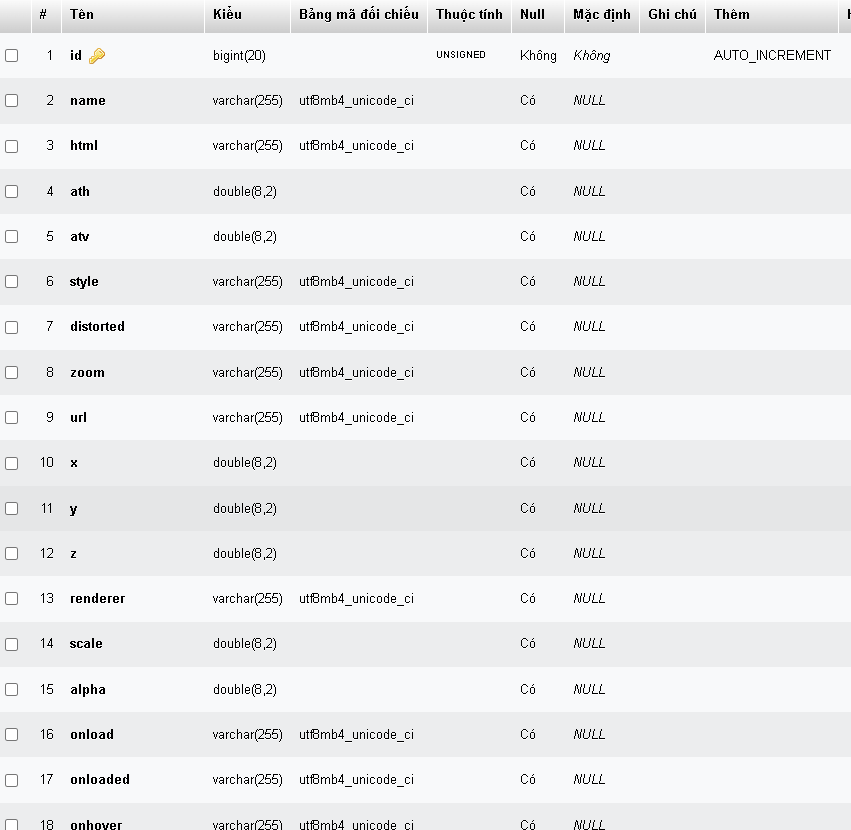 # Tên Kiểu Bảng mã đối chiếu Thuộc tính Null Mặc định Ghi chú Thêm
1 id bigint(20) UNSIGNED Không Không AUTO_INCREMENT
2 name varchar(255) utf8mb4_unicode_ci Có NULL
3 html varchar(255) utf8mb4_unicode_ci Có NULL
4 ath double(8,2) Có NULL
5 atv double(8,2) Có NULL
6 style varchar(255) utf8mb4_unicode_ci Có NULL
7 distorted varchar(255) utf8mb4_unicode_ci Có NULL
8 zoom varchar(255) utf8mb4_unicode_ci Có NULL
9 url varchar(255) utf8mb4_unicode_ci Có NULL
10 x double(8,2) Có NULL
11 y double(8,2) Có NULL
12 z double(8,2) Có NULL
13 renderer varchar(255) utf8mb4_unicode_ci Có NULL
14 scale double(8,2) Có NULL
15 alpha double(8,2) Có NULL
16 onload varchar(255) utf8mb4_unicode_ci Có NULL
17 onloaded varchar(255) utf8mb4_unicode_ci Có NULL
18 onhover varchar(255) utf8mb4_unicode_ci Có NULL